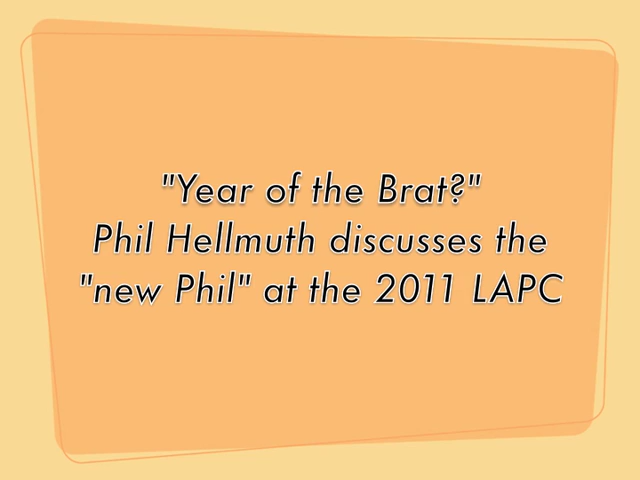 "Year of the Brat?"
Phil Hellmuth discusses the
"new Phil" at the 2011 LAPC